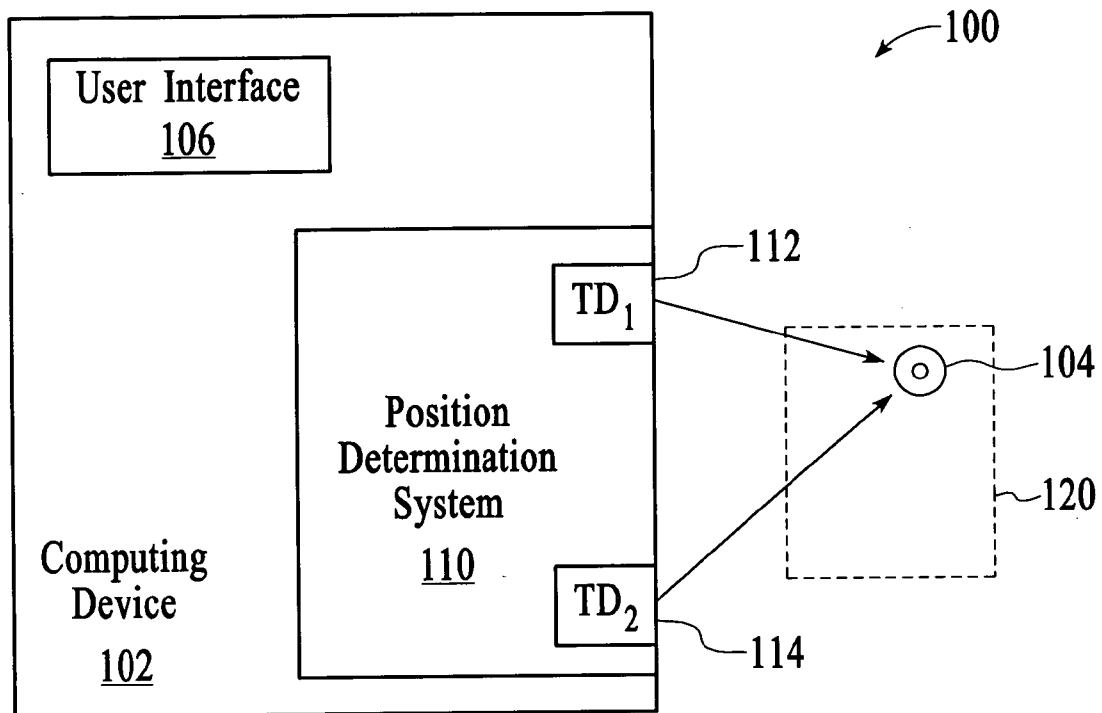 100
User Interface
106
112
TD1
104
Position
Determination
System
110
120
Computing
Device
102
TD2
114